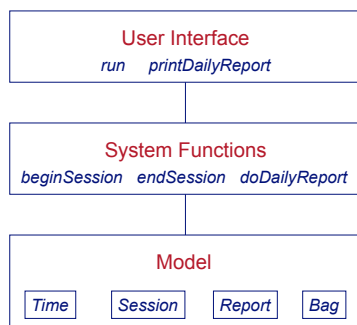 User Interface
run printDailyReport
System Functions
beginSession endSession doDailyReport
Model
Time Session Report Bag